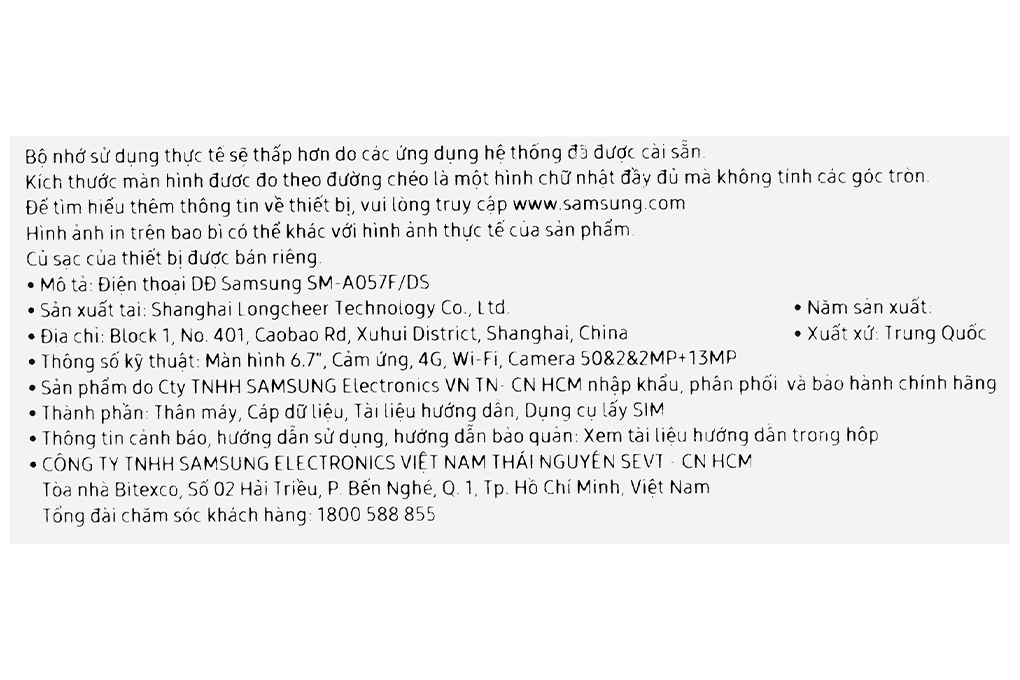 Bộ nhớ sử dụng thực tế sẽ thấp hơn do các ứng dụng hệ thống đã được cài sẵn.
Kích thước màn hình được đo theo đường chéo là một hình chữ nhật đầy đủ mà không tính các góc tròn.
Để tìm hiểu thêm thông tin về thiết bị, vui lòng truy cập www.samsung.com
Hình ảnh in trên bao bì có thể khác với hình ảnh thực tế của sản phẩm.
Củ sạc của thiết bị được bán riêng.
• Mô tả: Điện thoại DĐ Samsung SM-A057F/DS
• Sản xuất tại: Shanghai Longcheer Technology Co., Ltd.
• Năm sản xuất:
• Địa chỉ: Block 1, No. 401, Caobao Rd, Xuhui District, Shanghai, China
• Xuất xứ: Trung Quốc
• Thông số kỹ thuật: Màn hình 6.7", Cảm ứng, 4G, Wi-Fi, Camera 50&2&2MP+13MP
• Sản phẩm do Cty TNHH SAMSUNG Electronics VN TN- CN HCM nhập khẩu, phân phối và bảo hành chính hãng
• Thành phần: Thân máy, Cáp dữ liệu, Tài liệu hướng dẫn, Dụng cụ lấy SIM
• Thông tin cảnh báo, hướng dẫn sử dụng, hướng dẫn bảo quản: Xem tài liệu hướng dẫn trong hộp
• CÔNG TY TNHH SAMSUNG ELECTRONICS VIỆT NAM THÁI NGUYÊN SEVT - CN HCM
Tòa nhà Bitexco, Số 02 Hải Triều, P. Bến Nghé, Q. 1, Tp. Hồ Chí Minh, Việt Nam
Tổng đài chăm sóc khách hàng: 1800 588 855